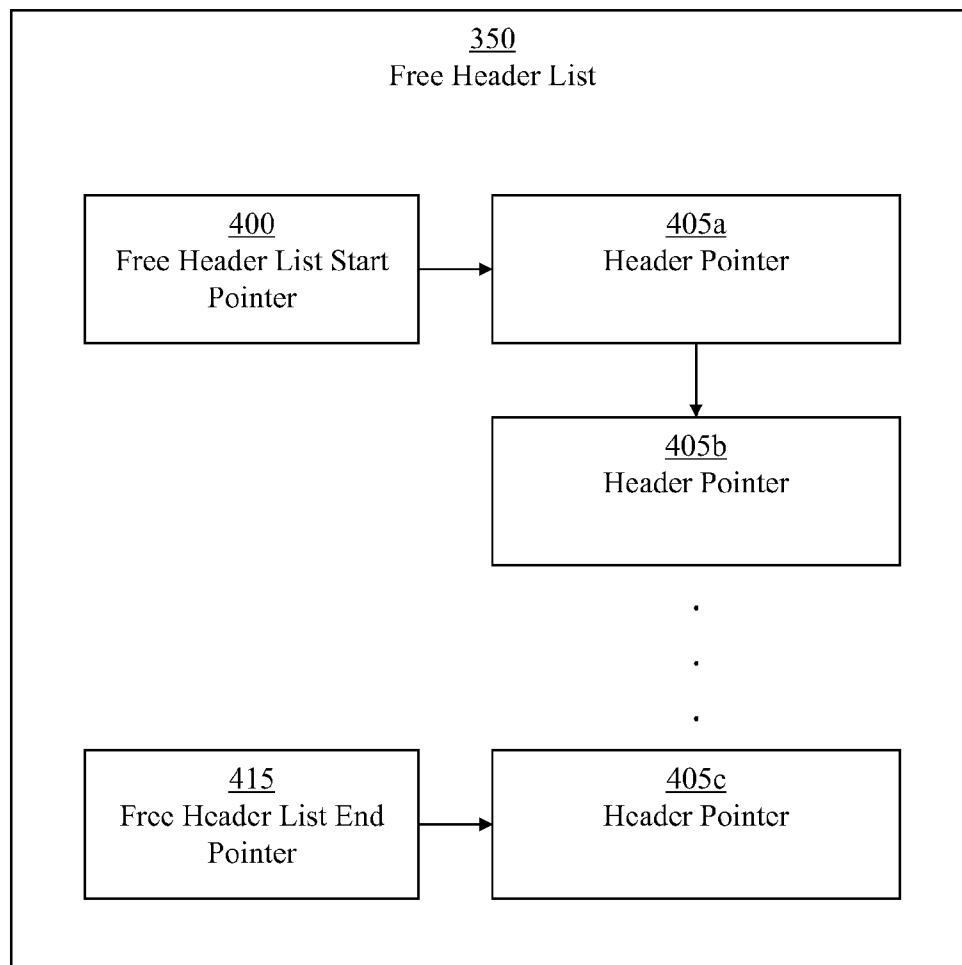 350
Free Header List
400
Free Header List Start
Pointer
405a
Header Pointer
405b
Header Pointer
.
.
.
415
Free Header List End
Pointer
405c
Header Pointer